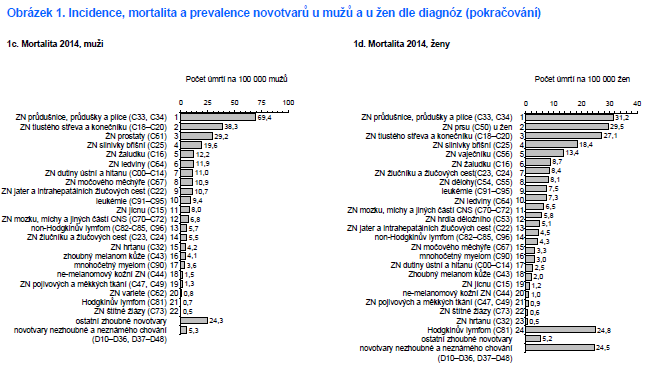 Obrázek 1. Incidence, mortalita a prevalence novotvarů u mužů a u žen dle diagnóz (pokračování)
1c. Mortalita 2014, muži
Počet úmrtí na 100 000 mužů
0 25 50 75 100
ZN průdušnice, průdušky a plíce (C33, C34) 1 69,4
ZN tlustého střeva a konečníku (C18–C20) 2 38,3
ZN prostaty (C61) 3 29,2
ZN slinivky břišní (C25) 4 19,6
ZN žaludku (C16) 5 12,2
ZN ledviny (C64) 6 11,9
ZN dutiny ústní a hltanu (C00–C14) 7 11,0
ZN močového měchýře (C67) 8 10,9
ZN jater a intrahepatálních žlučových cest (C22) 9 10,7
leukémie (C91–C95) 10 9,4
ZN jícnu (C15) 11 8,0
ZN mozku, míchy a jiných částí CNS (C70–C72) 12 6,8
non-Hodgkinův lymfom (C82-C85, C96) 13 5,7
ZN žlučníku a žlučových cest (C23, C24) 14 5,5
ZN hrtanu (C32) 15 4,2
zhoubný melanom kůže (C43) 16 4,1
mnohočetný myelom (C90) 17 3,6
ne-melanomový kožní ZN (C44) 18 1,5
ZN pojivových a měkkých tkání (C47, C49) 19 1,3
ZN varlete (C62) 20 0,8
Hodgkinův lymfom (C81) 21 0,7
ZN štítné žlázy (C73) 22 0,5
ostatní zhoubné novotvary 24,3
novotvary nezhoubné a neznámého chování 5,3
(D10–D36, D37–D48)
1d. Mortalita 2014, ženy
Počet úmrtí na 100 000 žen
0 10 20 30 40
ZN průdušnice, průdušky a plíce (C33, C34) 1 31,2
ZN prsu (C50) u žen 2 29,5
ZN tlustého střeva a konečníku (C18–C20) 3 27,1
ZN slinivky břišní (C25) 4 18,4
ZN vaječníku (C56) 5 13,4
ZN žaludku (C16) 6 8,7
ZN žlučníku a žlučových cest(C23, C24) 7 8,4
ZN dělohy(C54, C55) 8 8,1
leukémie (C91–C95) 9 7,5
ZN ledviny (C64) 10 7,3
ZN mozku, míchy a jiných částí CNS (C70–C72) 11 6,5
ZN hrdla děložního (C53) 12 5,8
5,1
ZN jater a intrahepatálních žlučových cest (C22) 13 4,5
non-Hodgkinův lymfom (C82–C85, C96) 14 4,3
ZN močového měchýře (C67) 15 3,3
mnohočetný myelom (C90) 16 3,0
ZN dutiny ústní a hltanu (C00–C14) 17 2,5
Zhoubný melanom kůže (C43) 18 2,0
ZN jícnu (C15) 19 1,2
ne-melanomový kožní ZN (C44) 20 1,0
ZN pojivových a měkkých tkání (C47, C49) 21 0,9
ZN štítné žlázy (C73) 22 0,6
ZN hrtanu (C32) 23 0,5
Hodgkinův lymfom (C81) 24 24,8
ostatní zhoubné novotvary 5,2
novotvary nezhoubné a neznámého chování 24,5
(D10–D36, D37–D48)